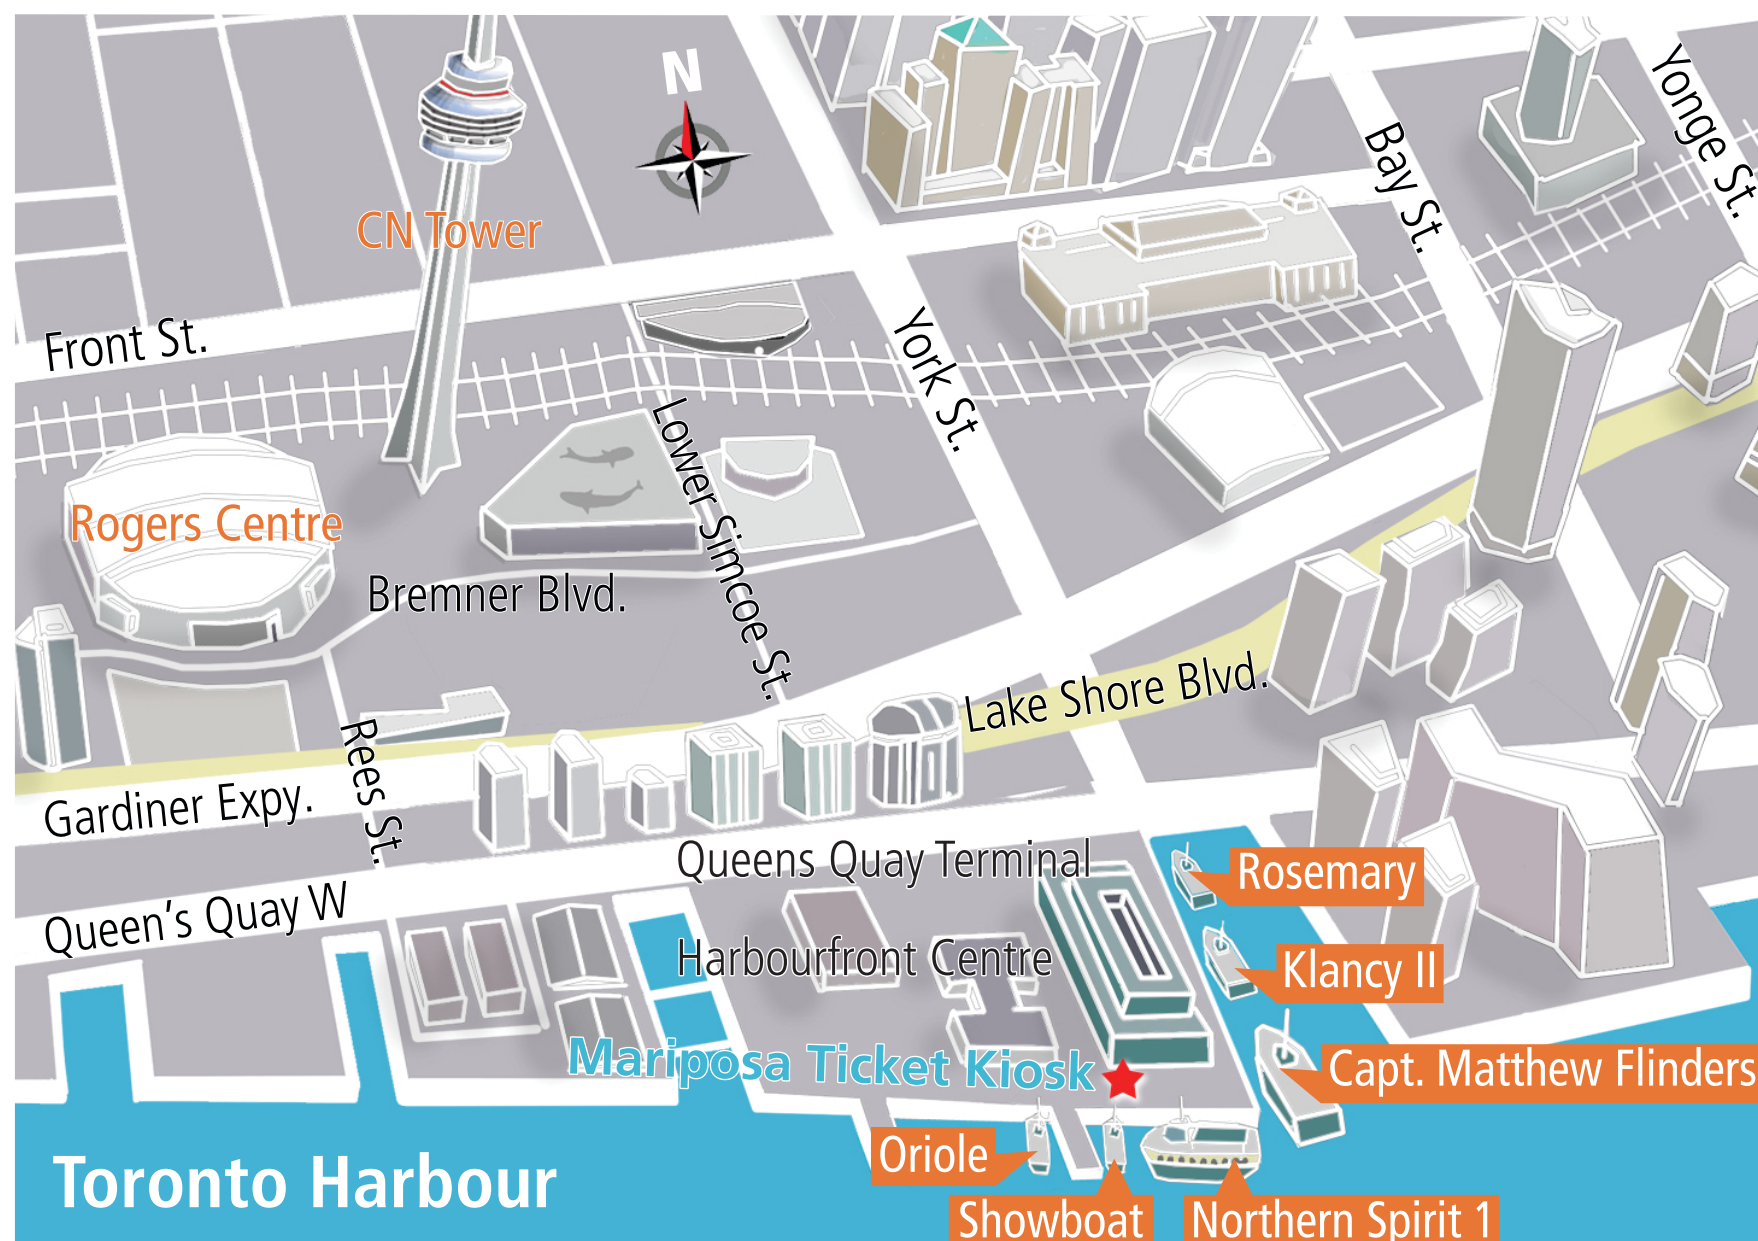 N
Yonge St.
Bay St.
CN Tower
Front St.
York St.
Lower Simcoe St.
Rogers Centre
Bremner Blvd.
Lake Shore Blvd.
Rees St.
Gardiner Expy.
Queens Quay Terminal
Rosemary
Queen's Quay W
Harbourfront Centre
Klancy II
Mariposa Ticket Kiosk
Capt. Matthew Flinders
Oriole
Toronto Harbour
Showboat
Northern Spirit 1